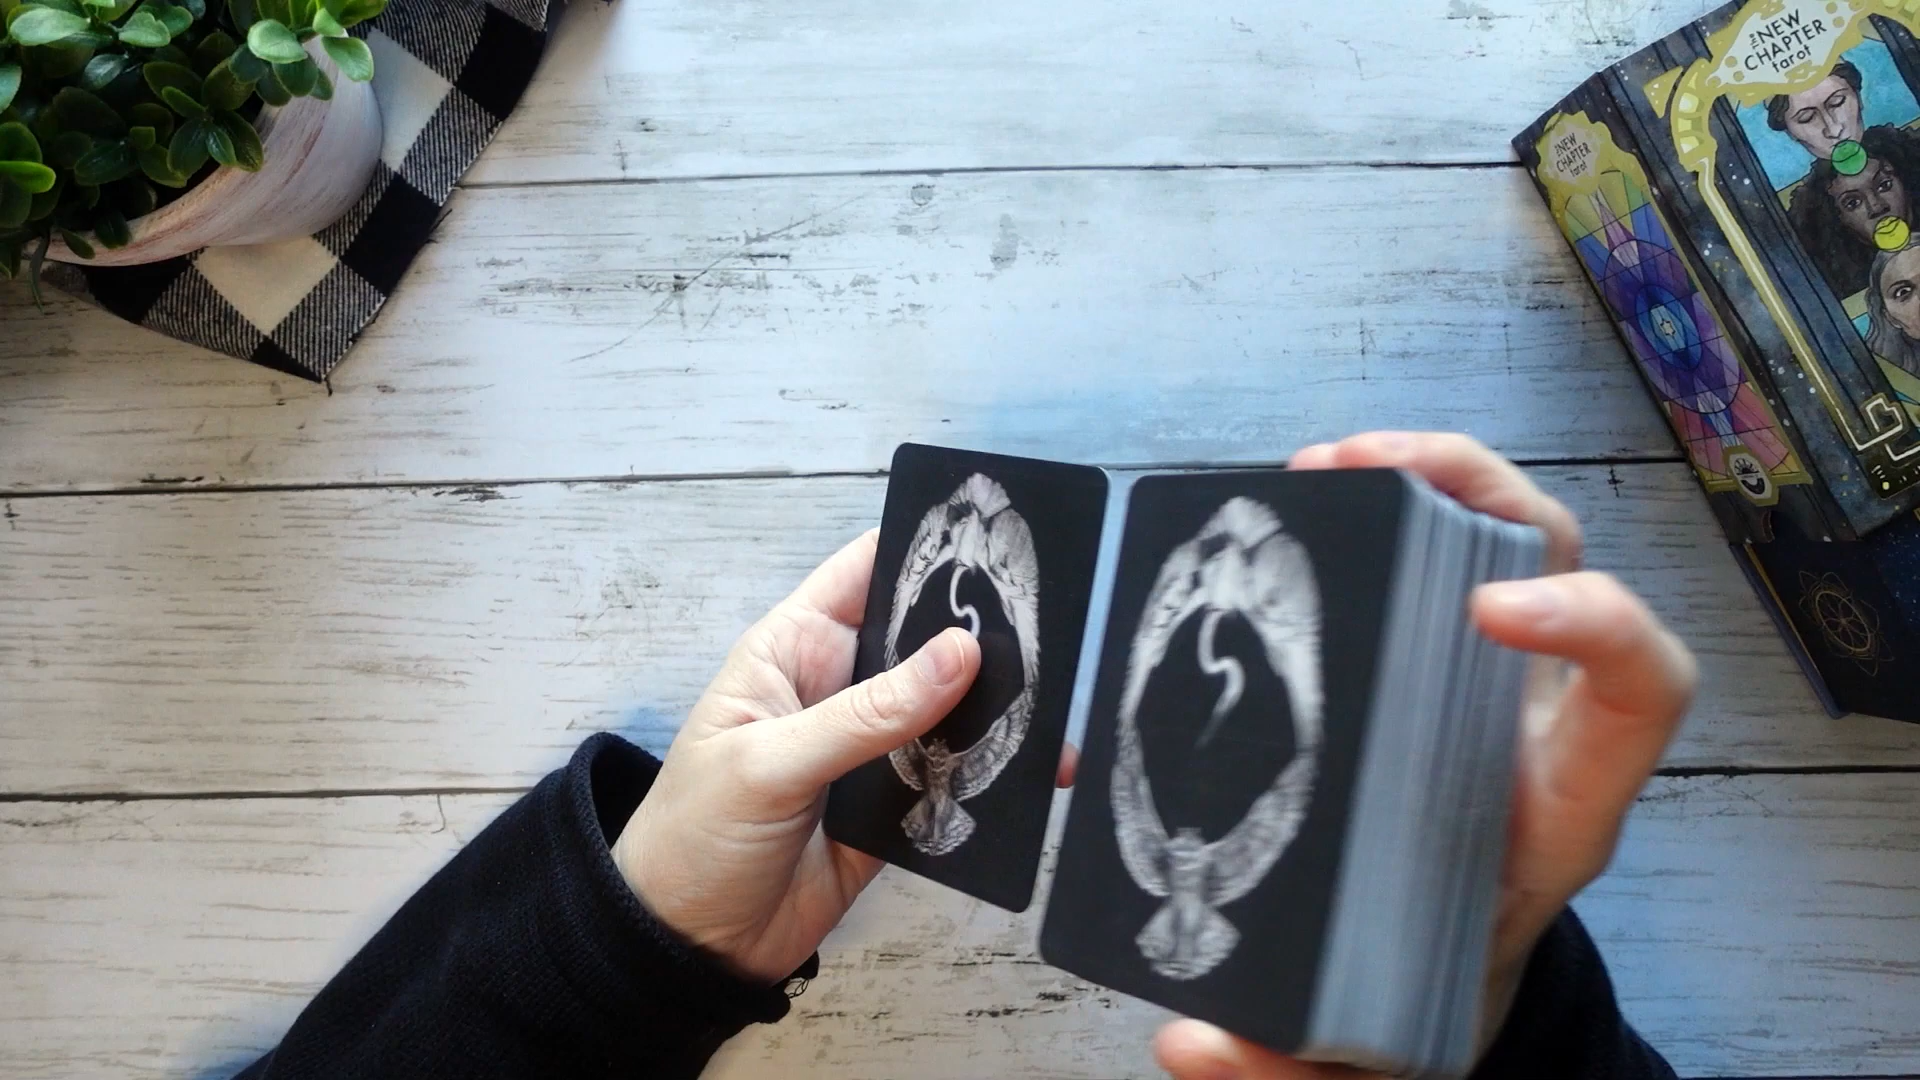 the NEW
CHAPTER
tarot
the NEW
CHAPTER
tarot